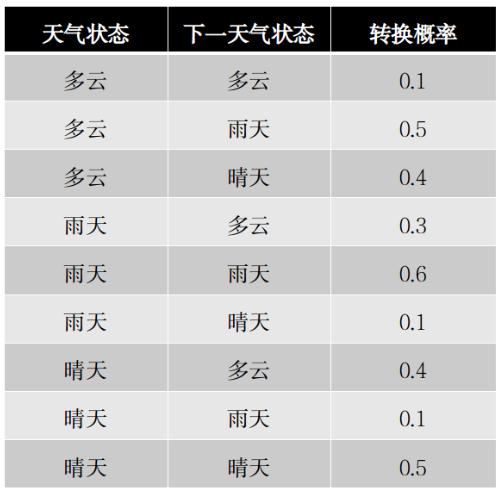 天气状态 下一天气状态 转换概率
多云 多云 0.1
多云 雨天 0.5
多云 晴天 0.4
雨天 多云 0.3
雨天 雨天 0.6
雨天 晴天 0.1
晴天 多云 0.4
晴天 雨天 0.1
晴天 晴天 0.5